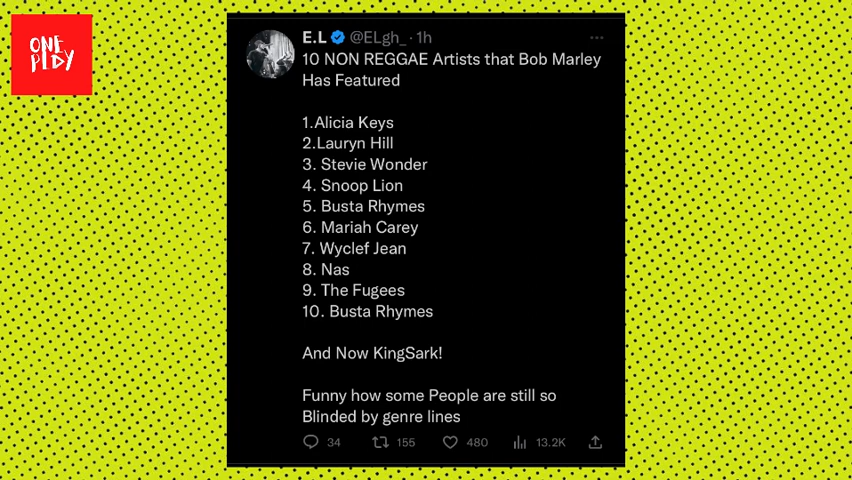 ONE
PLAY
E.L @ELgh_ · 1h
10 NON REGGAE Artists that Bob Marley
Has Featured
1.Alicia Keys
2.Lauryn Hill
3. Stevie Wonder
4. Snoop Lion
5. Busta Rhymes
6. Mariah Carey
7. Wyclef Jean
8. Nas
9. The Fugees
10. Busta Rhymes
And Now KingSark!
Funny how some People are still so
Blinded by genre lines
34 155 480 13.2K